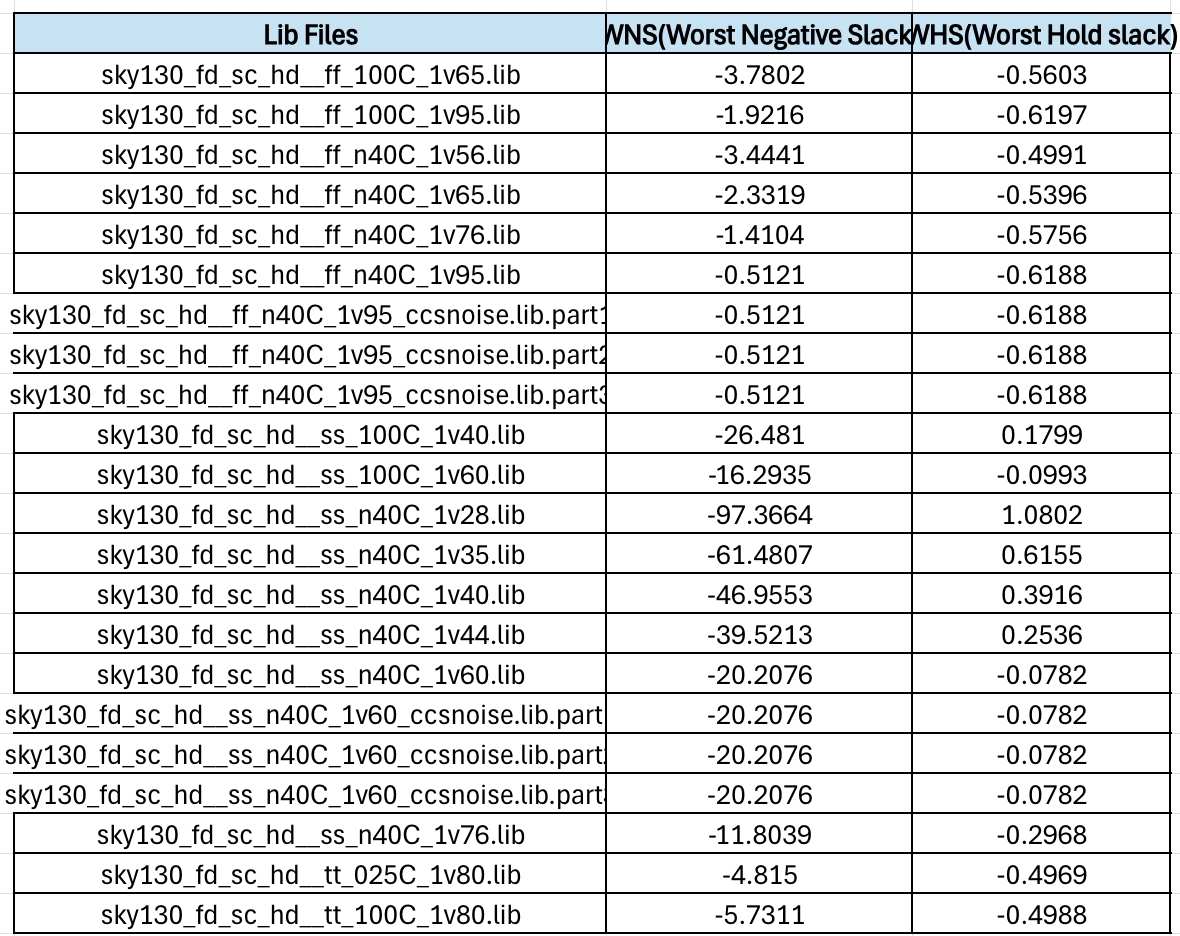 Lib Files WNS(Worst Negative Slack WHS(Worst Hold slack)
sky130_fd_sc_hd__ff_100C_1v65.lib -3.7802 -0.5603
sky130_fd_sc_hd__ff_100C_1v95.lib -1.9216 -0.6197
sky130_fd_sc_hd__ff_n40C_1v56.lib -3.4441 -0.4991
sky130_fd_sc_hd__ff_n40C_1v65.lib -2.3319 -0.5396
sky130_fd_sc_hd__ff_n40C_1v76.lib -1.4104 -0.5756
sky130_fd_sc_hd__ff_n40C_1v95.lib -0.5121 -0.6188
sky130_fd_sc_hd__ff_n40C_1v95_ccsnoise.lib.part1 -0.5121 -0.6188
sky130_fd_sc_hd__ff_n40C_1v95_ccsnoise.lib.part2 -0.5121 -0.6188
sky130_fd_sc_hd__ff_n40C_1v95_ccsnoise.lib.part3 -0.5121 -0.6188
sky130_fd_sc_hd__ss_100C_1v40.lib -26.481 0.1799
sky130_fd_sc_hd__ss_100C_1v60.lib -16.2935 -0.0993
sky130_fd_sc_hd__ss_n40C_1v28.lib -97.3664 1.0802
sky130_fd_sc_hd__ss_n40C_1v35.lib -61.4807 0.6155
sky130_fd_sc_hd__ss_n40C_1v40.lib -46.9553 0.3916
sky130_fd_sc_hd__ss_n40C_1v44.lib -39.5213 0.2536
sky130_fd_sc_hd__ss_n40C_1v60.lib -20.2076 -0.0782
sky130_fd_sc_hd__ss_n40C_1v60_ccsnoise.lib.part -20.2076 -0.0782
sky130_fd_sc_hd__ss_n40C_1v60_ccsnoise.lib.part -20.2076 -0.0782
sky130_fd_sc_hd__ss_n40C_1v60_ccsnoise.lib.part -20.2076 -0.0782
sky130_fd_sc_hd__ss_n40C_1v76.lib -11.8039 -0.2968
sky130_fd_sc_hd__tt_025C_1v80.lib -4.815 -0.4969
sky130_fd_sc_hd__tt_100C_1v80.lib -5.7311 -0.4988